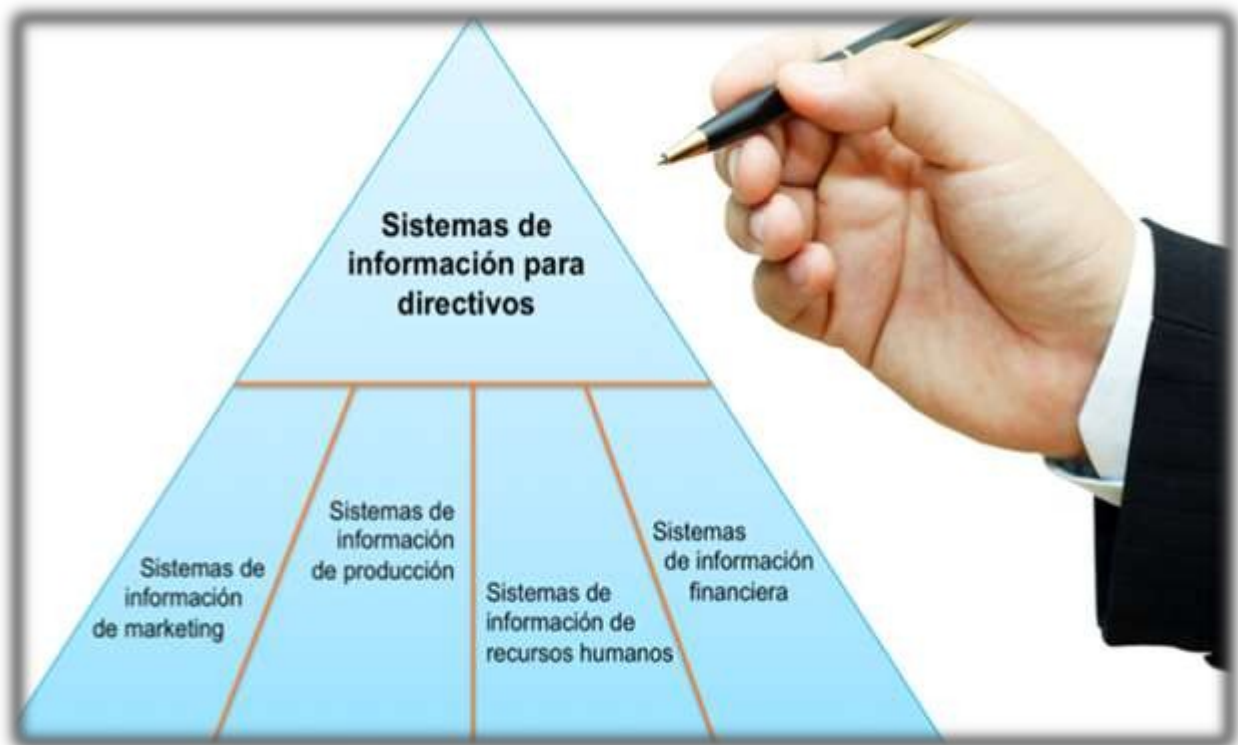 Sistemas de
información para
directivos
Sistemas de
información
de marketing
Sistemas de
información
de producción
Sistemas de
información de
recursos humanos
Sistemas
de información
financiera